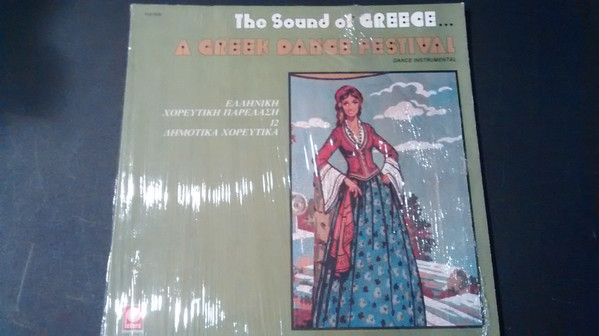 The Sound of GREECE...
A GREEK DANCE FESTIVAL
DANCE INSTRUMENTAL
ΕΛΛΗΝΙΚΗ
ΧΟΡΕΥΤΙΚΗ ΠΑΡΕΛΑΣΗ
12
ΔΗΜΟΤΙΚΑ ΧΟΡΕΥΤΙΚΑ